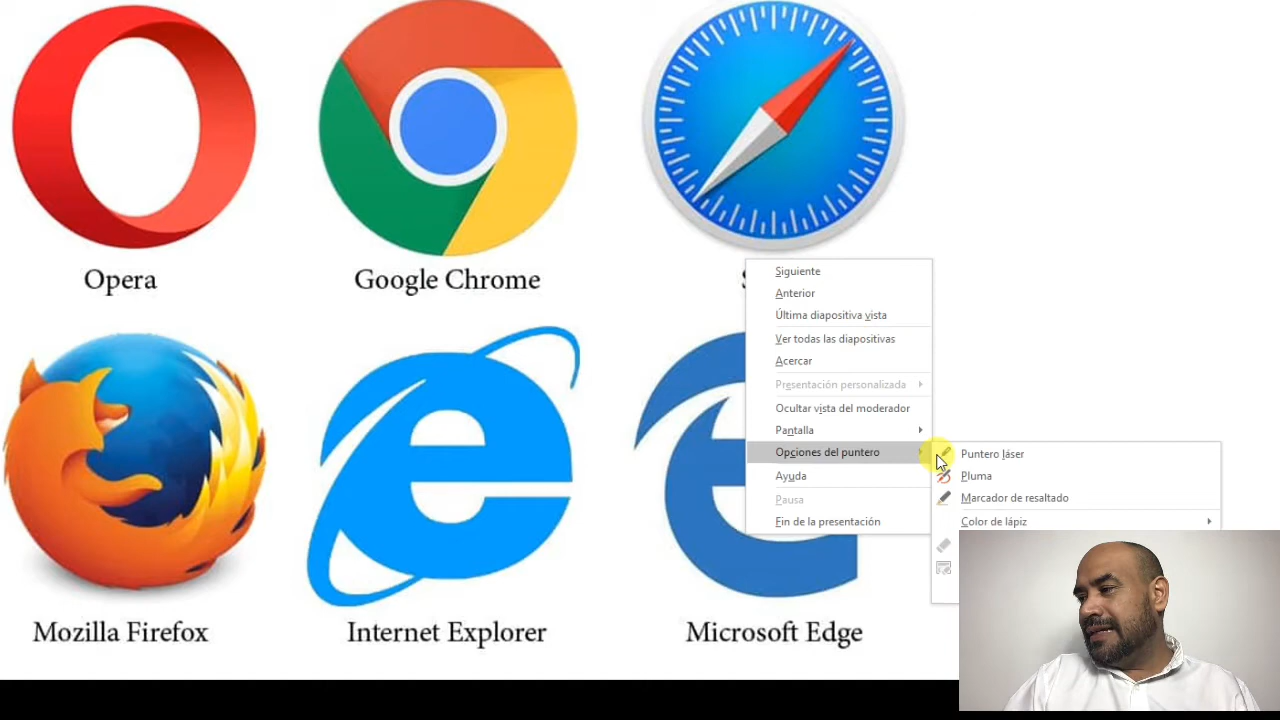 Opera
Google Chrome
Siguiente
Anterior
Última diapositiva vista
Ver todas las diapositivas
Acercar
Presentación personalizada
Ocultar vista del moderador
Pantalla
Opciones del puntero
Ayuda
Pausa
Fin de la presentación
Puntero láser
Pluma
Marcador de resaltado
Color de lápiz
Mozilla Firefox
Internet Explorer
Microsoft Edge